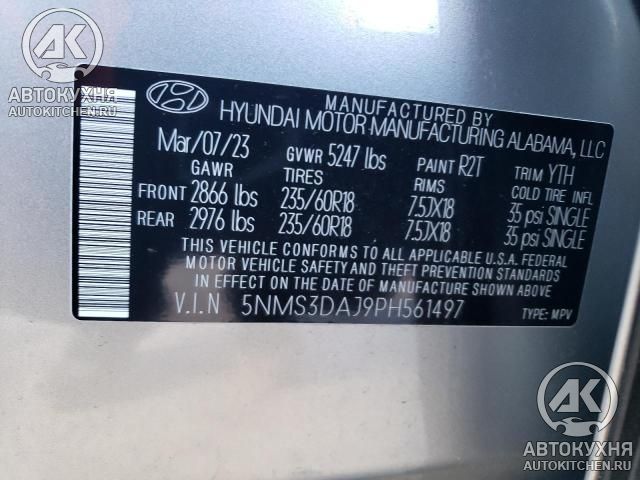 АК
АВТОКУХНЯ
AUTOKITCHEN.RU
MANUFACTURED BY
HYUNDAI MOTOR MANUFACTURING ALABAMA, LLC
Mar/07/23 GVWR 5247 lbs PAINT R2T TRIM YTH
GAWR TIRES RIMS COLD TIRE INFL
FRONT 2866 lbs 235/60R18 7.5JX18 35 psi SINGLE
REAR 2976 lbs 235/60R18 7.5JX18 35 psi SINGLE
THIS VEHICLE CONFORMS TO ALL APPLICABLE U.S.A. FEDERAL
MOTOR VEHICLE SAFETY AND THEFT PREVENTION STANDARDS
IN EFFECT ON THE DATE OF MANUFACTURE SHOWN ABOVE.
V.I.N 5NMS3DAJ9PH561497 TYPE: MPV
АК
АВТОКУХНЯ
AUTOKITCHEN.RU